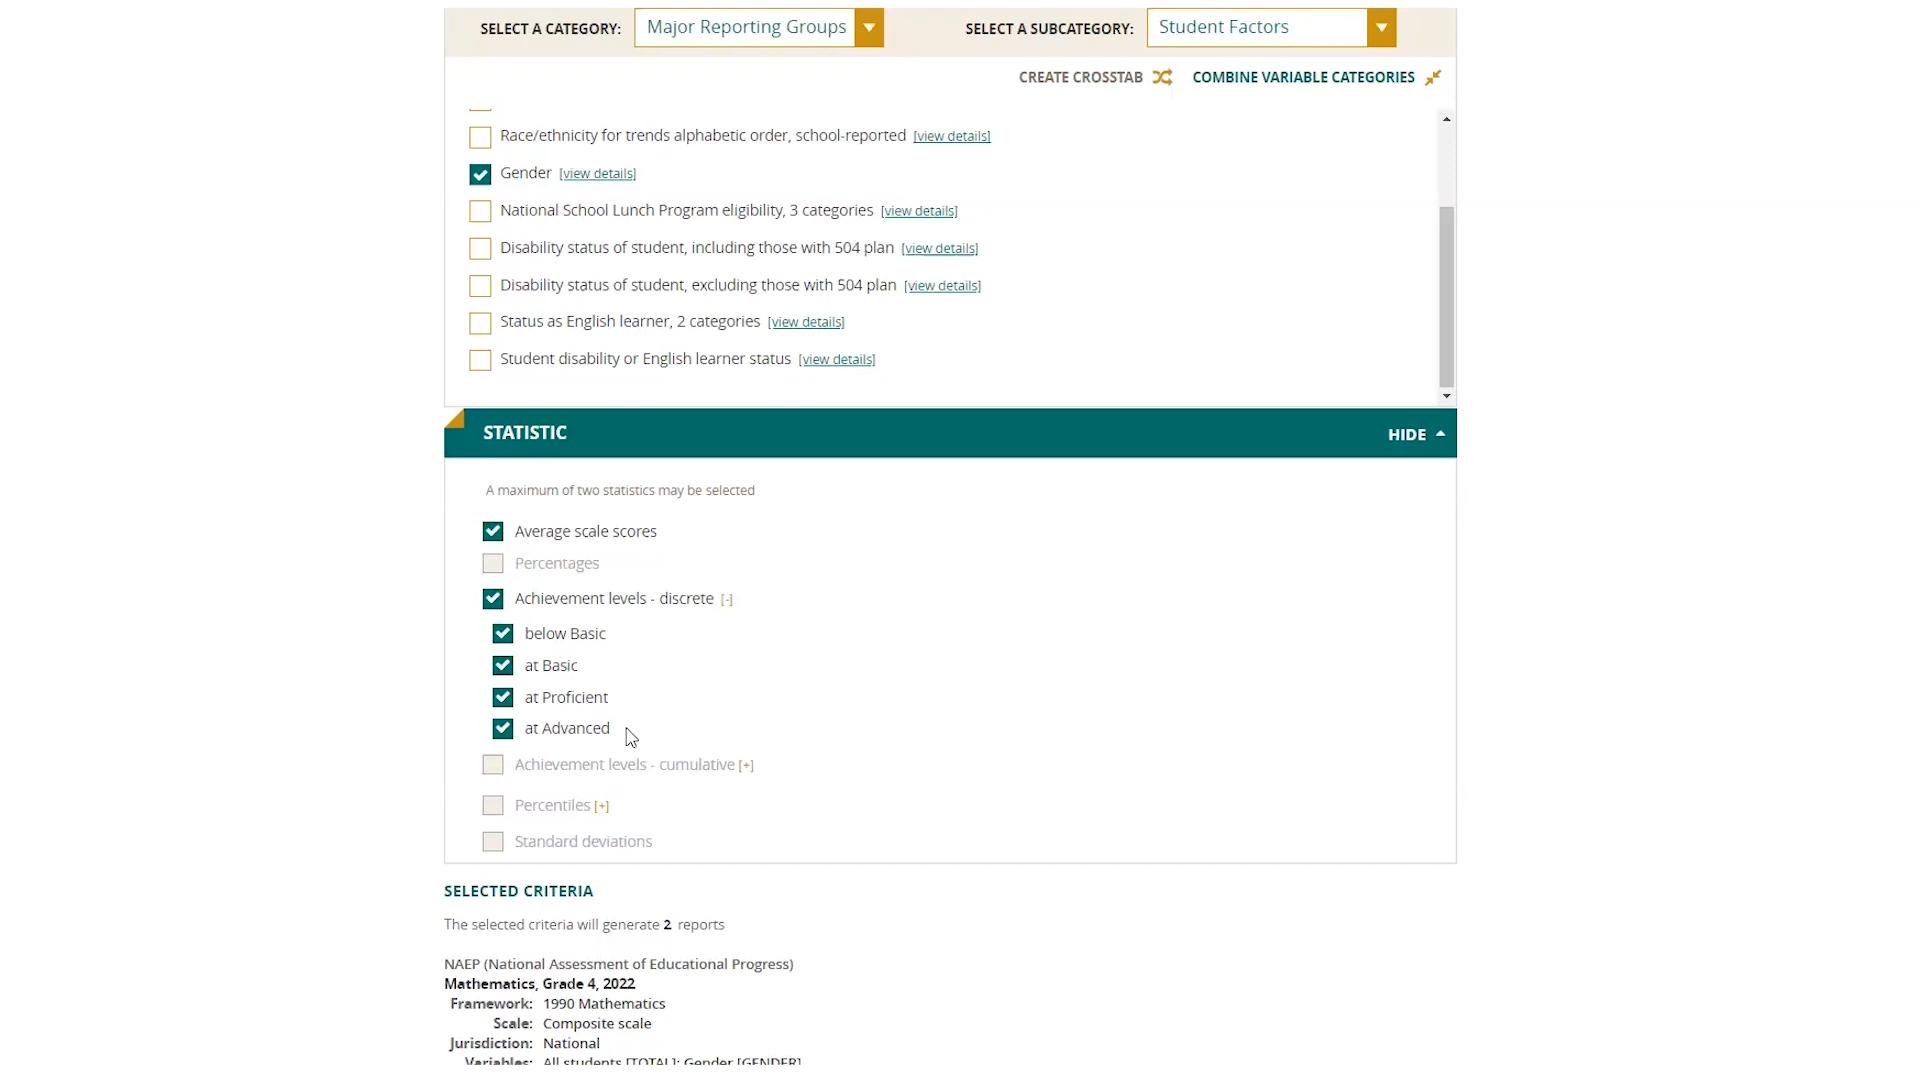 SELECT A CATEGORY: Major Reporting Groups SELECT A SUBCATEGORY: Student Factors
CREATE CROSSTAB COMBINE VARIABLE CATEGORIES
Race/ethnicity for trends alphabetic order, school-reported [view details]
Gender [view details]
National School Lunch Program eligibility, 3 categories [view details]
Disability status of student, including those with 504 plan [view details]
Disability status of student, excluding those with 504 plan [view details]
Status as English learner, 2 categories [view details]
Student disability or English learner status [view details]
STATISTIC HIDE
A maximum of two statistics may be selected
Average scale scores
Percentages
Achievement levels - discrete [-]
below Basic
at Basic
at Proficient
at Advanced
Achievement levels - cumulative [+]
Percentiles [+]
Standard deviations
SELECTED CRITERIA
The selected criteria will generate 2 reports
NAEP (National Assessment of Educational Progress)
Mathematics, Grade 4, 2022
Framework: 1990 Mathematics
Scale: Composite scale
Jurisdiction: National
Variables: All students [TOTAL]; Gender [GENDER]